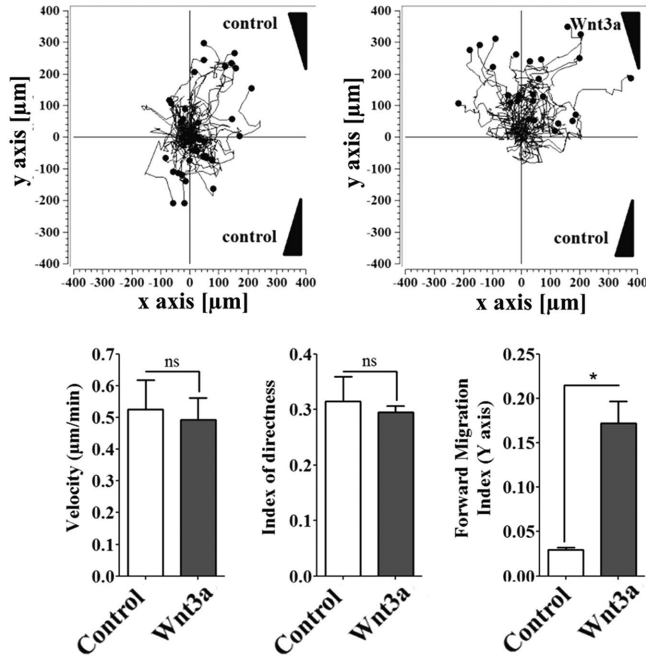 400
300
200
100
0
100
200
300
400
y axis [µm]
control
control
-400 -300 -200 -100 0 100 200 300 400
x axis [µm]
400
300
200
100
0
100
200
300
400
y axis [µm]
Wnt3a
control
-400 -300 -200 -100 0 100 200 300 400
x axis [µm]
0.7
0.6
0.5
0.4
0.3
0.2
0.1
0.0
Velocity (µm/min)
ns
Control
Wnt3a
0.4
0.3
0.2
0.1
0.0
Index of directness
ns
Control
Wnt3a
0.25
0.20
0.15
0.10
0.05
0.00
Forward Migration
Index (Y axis)
*
Control
Wnt3a